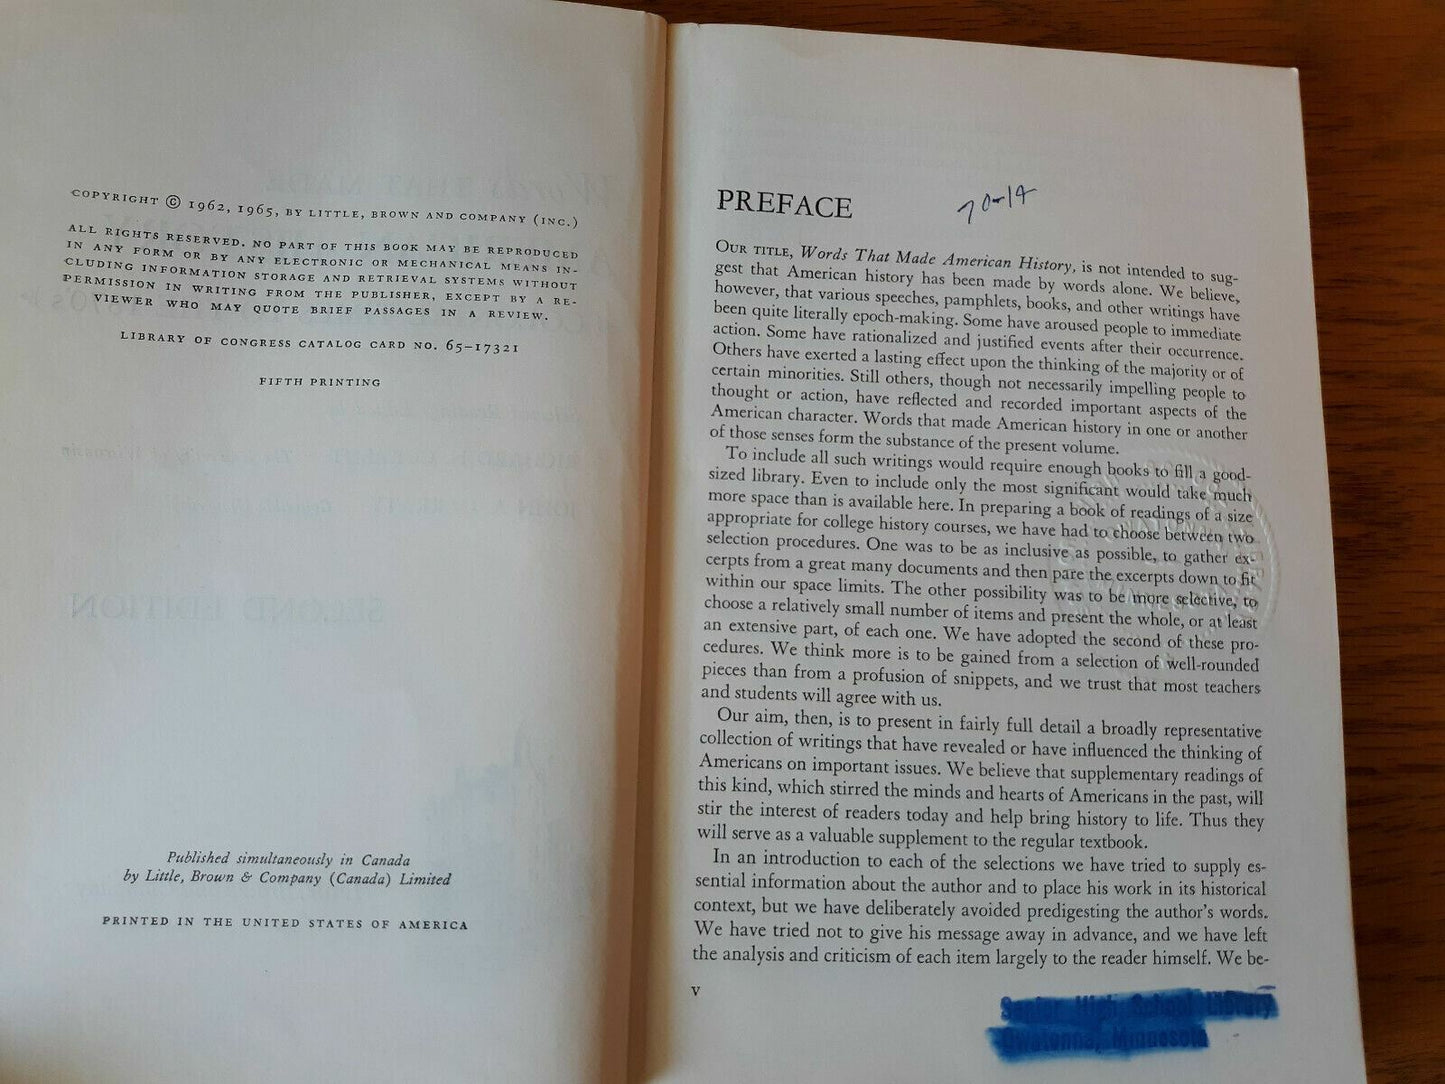 COPYRIGHT © 1962, 1965, BY LITTLE, BROWN AND COMPANY (INC.)
ALL RIGHTS RESERVED. NO PART OF THIS BOOK MAY BE REPRODUCED
IN ANY FORM OR BY ANY ELECTRONIC OR MECHANICAL MEANS IN-
CLUDING INFORMATION STORAGE AND RETRIEVAL SYSTEMS WITHOUT
PERMISSION IN WRITING FROM THE PUBLISHER, EXCEPT BY A RE-
VIEWER WHO MAY QUOTE BRIEF PASSAGES IN A REVIEW.
LIBRARY OF CONGRESS CATALOG CARD NO. 65–17321
FIFTH PRINTING
SECOND EDITION
Published simultaneously in Canada
by Little, Brown & Company (Canada) Limited
PRINTED IN THE UNITED STATES OF AMERICA
PREFACE
70-14
OUR TITLE, Words That Made American History, is not intended to sug-
gest that American history has been made by words alone. We believe,
however, that various speeches, pamphlets, books, and other writings have
been quite literally epoch-making. Some have aroused people to immediate
action. Some have rationalized and justified events after their occurrence.
Others have exerted a lasting effect upon the thinking of the majority or of
certain minorities. Still others, though not necessarily impelling people to
thought or action, have reflected and recorded important aspects of the
American character. Words that made American history in one or another
of those senses form the substance of the present volume.
To include all such writings would require enough books to fill a good-
sized library. Even to include only the most significant would take much
more space than is available here. In preparing a book of readings of a size
appropriate for college history courses, we have had to choose between two
selection procedures. One was to be as inclusive as possible, to gather ex-
cerpts from a great many documents and then pare the excerpts down to fit
within our space limits. The other possibility was to be more selective, to
choose a relatively small number of items and present the whole, or at least
an extensive part, of each one. We have adopted the second of these pro-
cedures. We think more is to be gained from a selection of well-rounded
pieces than from a profusion of snippets, and we trust that most teachers
and students will agree with us.
Our aim, then, is to present in fairly full detail a broadly representative
collection of writings that have revealed or have influenced the thinking of
Americans on important issues. We believe that supplementary readings of
this kind, which stirred the minds and hearts of Americans in the past, will
stir the interest of readers today and help bring history to life. Thus they
will serve as a valuable supplement to the regular textbook.
In an introduction to each of the selections we have tried to supply es-
sential information about the author and to place his work in its historical
context, but we have deliberately avoided predigesting the author's words.
We have tried not to give his message away in advance, and we have left
the analysis and criticism of each item largely to the reader himself. We be-
v
Senior High School Library
Owatonna, Minnesota